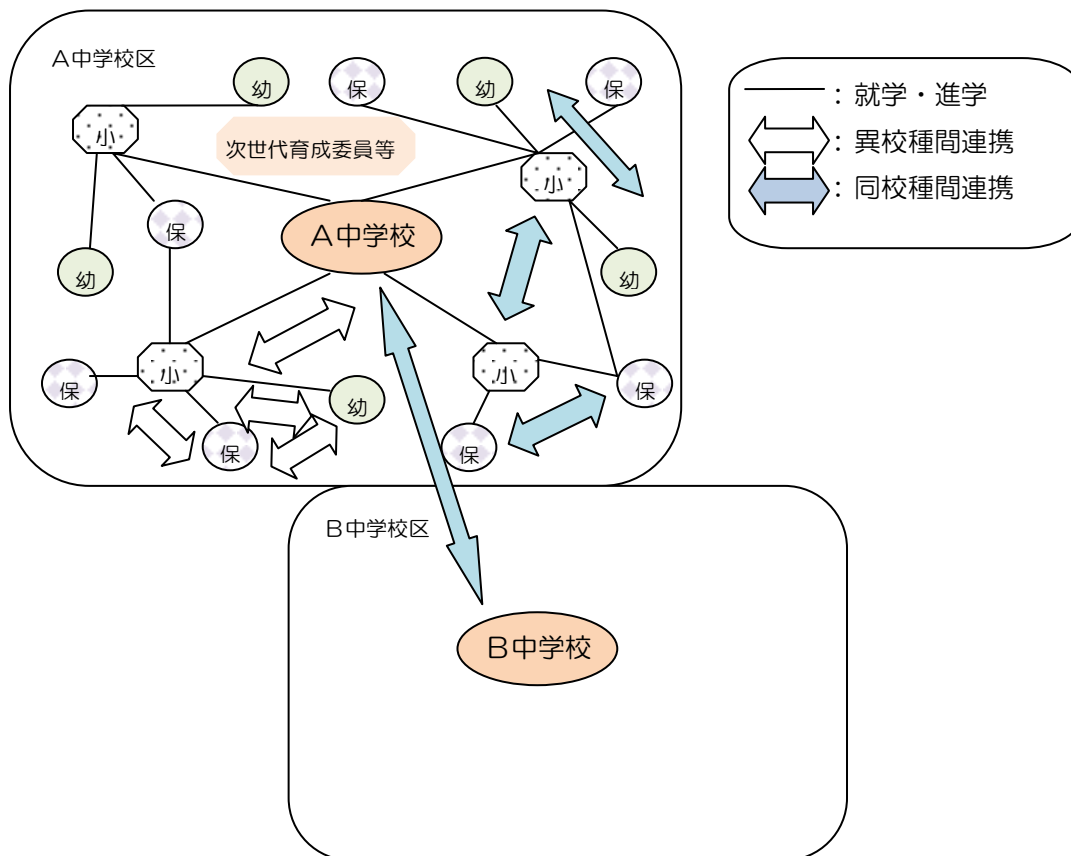 A中学校区
幼
保
幼
保
小
次世代育成委員等
小
保
A中学校
幼
幼
小
小
保
幼
保
保
保
B中学校区
B中学校
:就学・進学
:異校種間連携
:同校種間連携